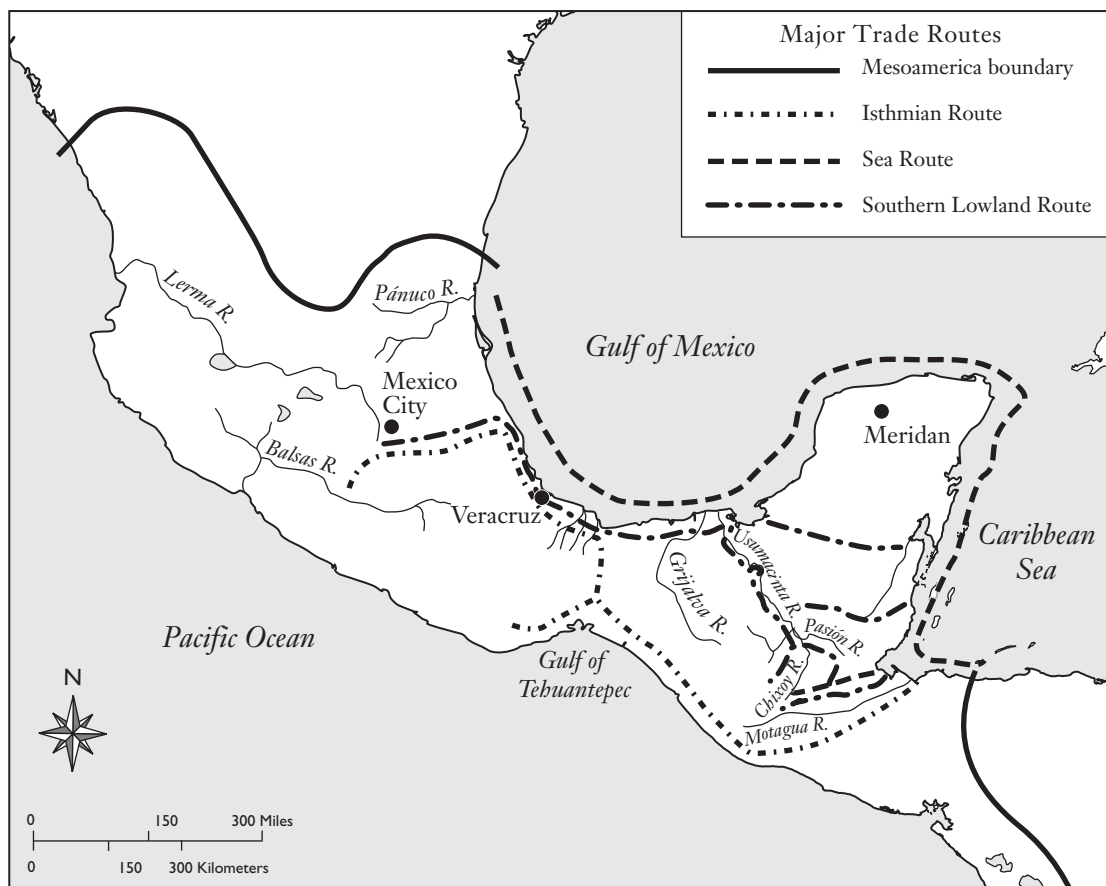 Major Trade Routes
Mesoamerica boundary
Isthmian Route
Sea Route
Southern Lowland Route
Lerma R.
Pánuco R.
Gulf of Mexico
Mexico
City
Meridan
Balsas R.
Veracruz
Caribbean
Sea
Usumacinta R.
Grijalva R.
Pasión R.
Pacific Ocean
Gulf of
Tehuantepec
Chixoy R.
Motagua R.
N
0 150 300 Miles
0 150 300 Kilometers